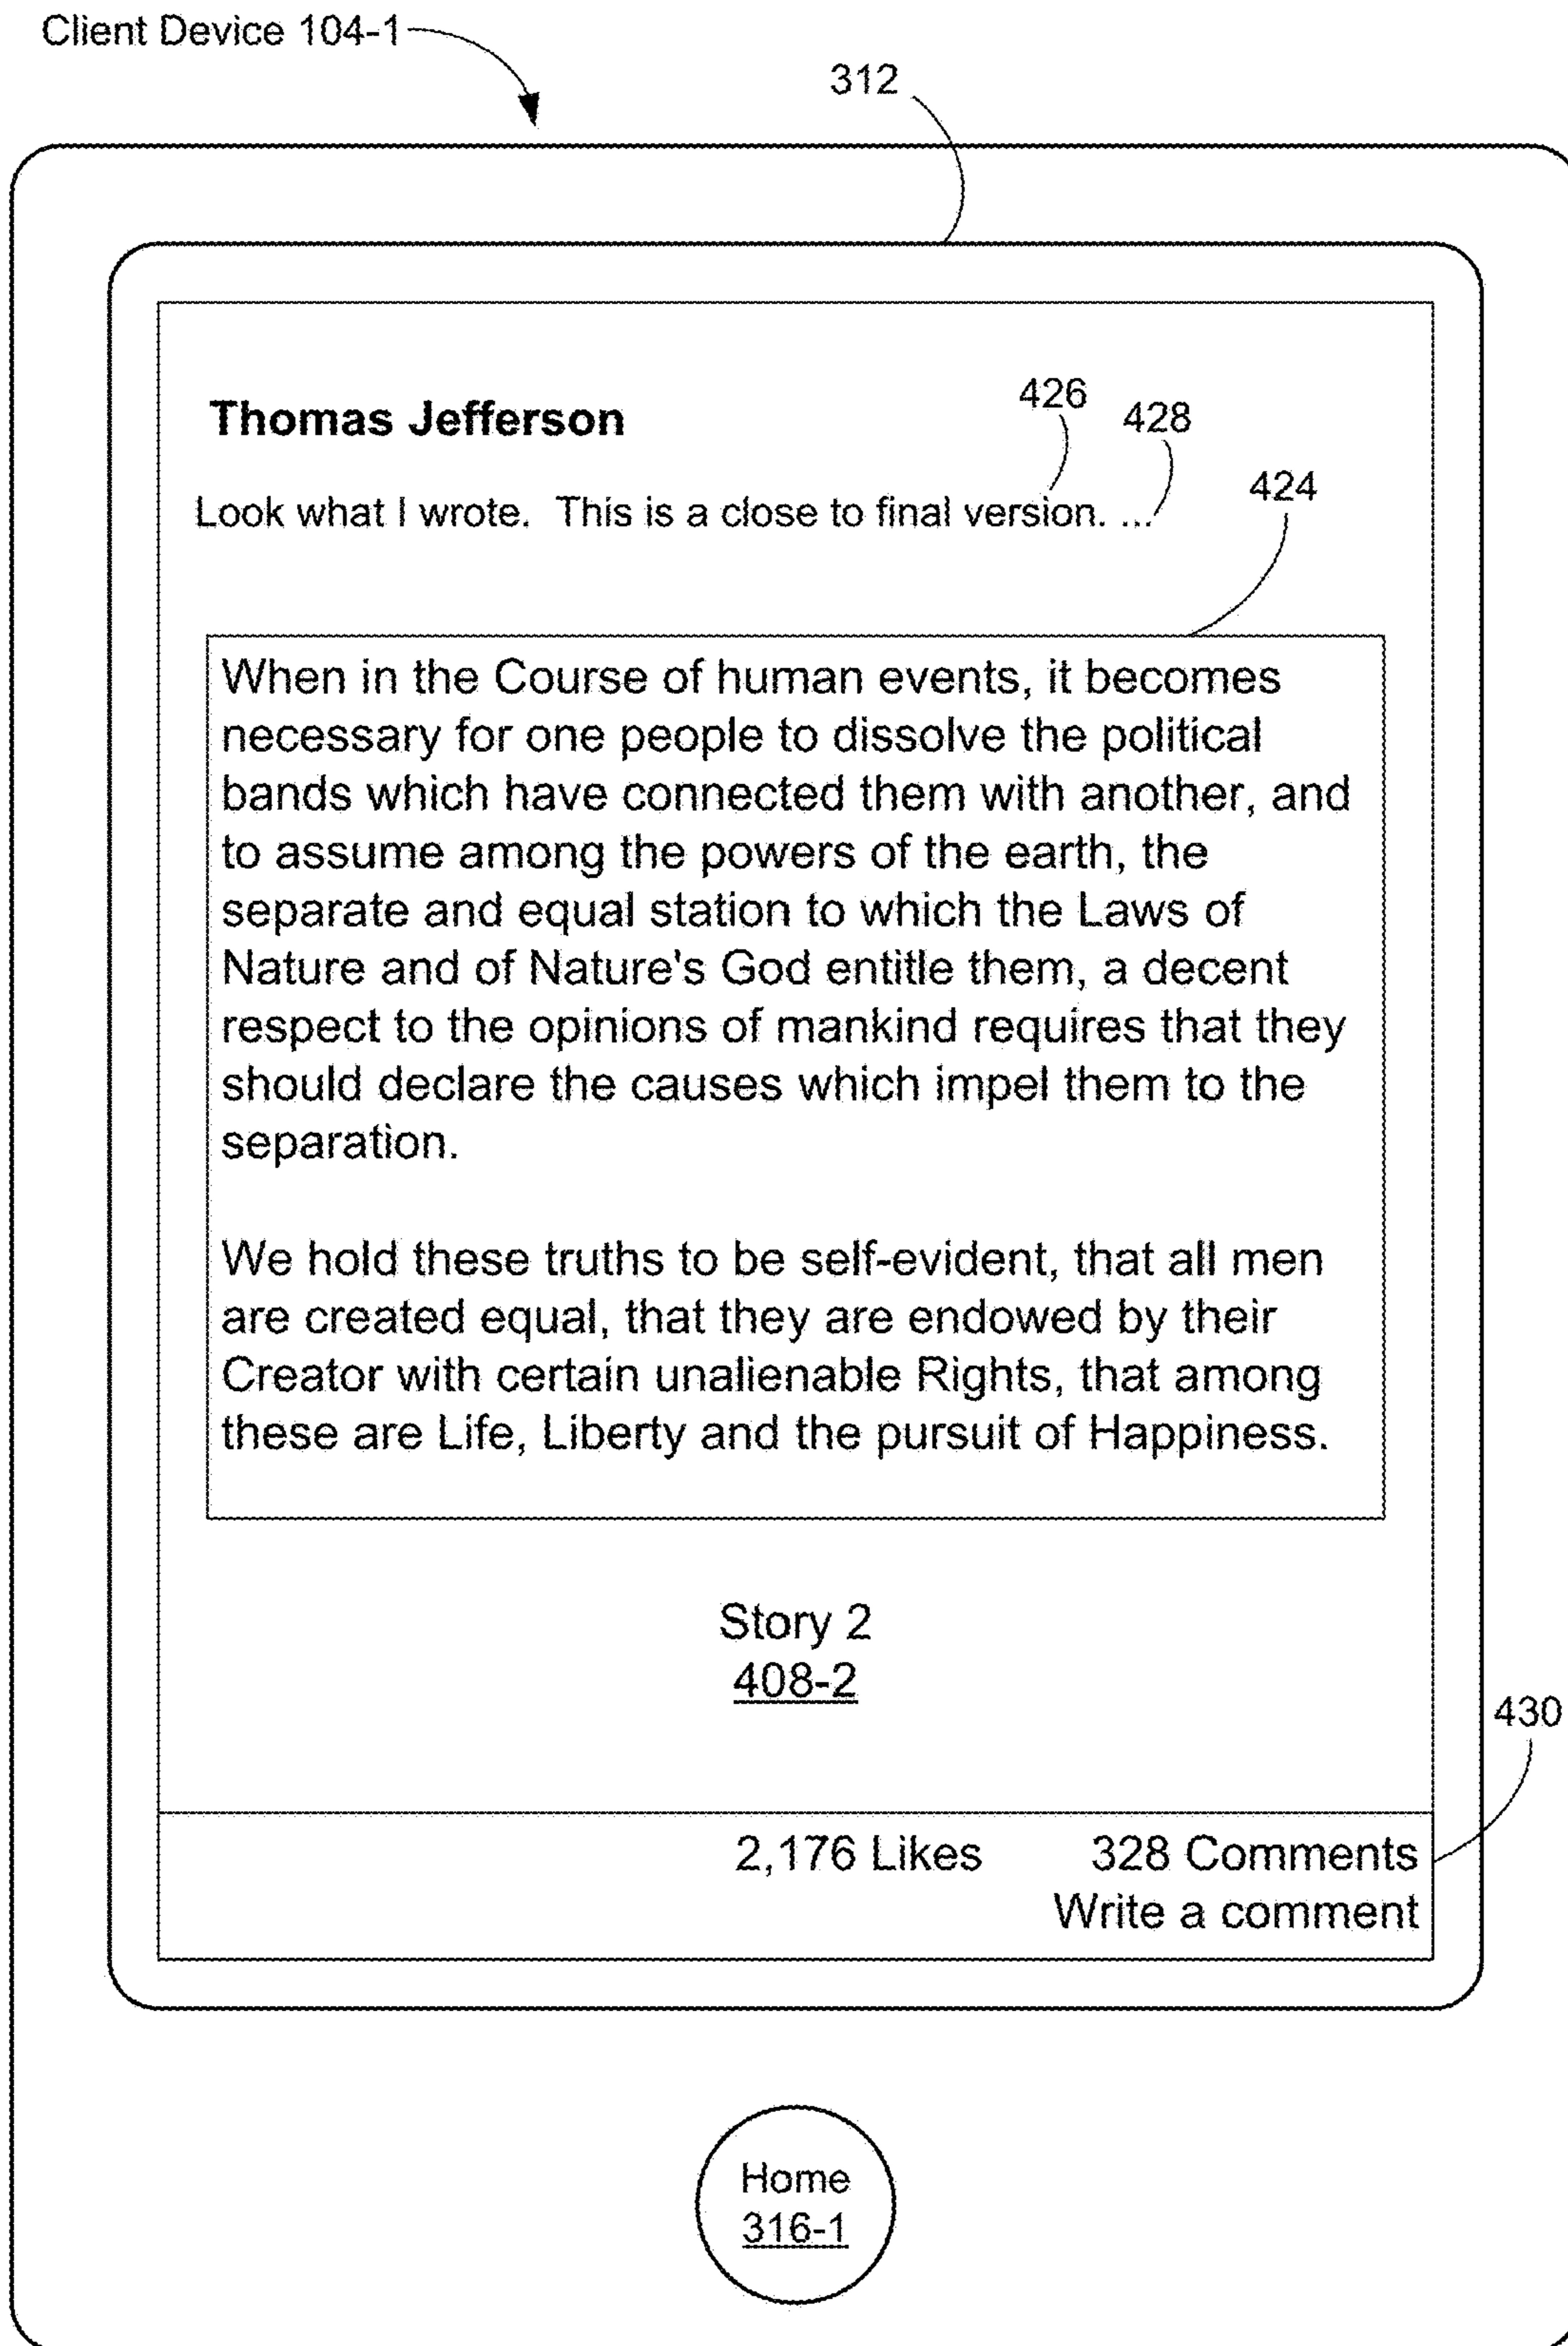 Client Device 104-1
312
426
428
Thomas Jefferson
424
Look what I wrote.  This is a close to final version. ...
When in the Course of human events, it becomes
necessary for one people to dissolve the political
bands which have connected them with another, and
to assume among the powers of the earth, the
separate and equal station to which the Laws of
Nature and of Nature's God entitle them, a decent
respect to the opinions of mankind requires that they
should declare the causes which impel them to the
separation.
We hold these truths to be self-evident, that all men
are created equal, that they are endowed by their
Creator with certain unalienable Rights, that among
these are Life, Liberty and the pursuit of Happiness.
Story 2
408-2
430
2,176 Likes 328 Comments
Write a comment
Home
316-1